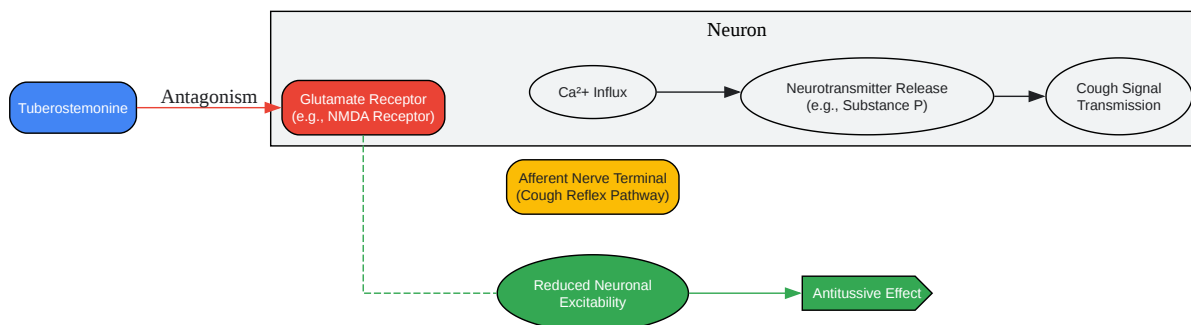 Neuron
Tuberostemonine
Antagonism
Glutamate Receptor
(e.g., NMDA Receptor)
Ca²+ Influx
Neurotransmitter Release
(e.g., Substance P)
Cough Signal
Transmission
Afferent Nerve Terminal
(Cough Reflex Pathway)
Reduced Neuronal
Excitability
Antitussive Effect